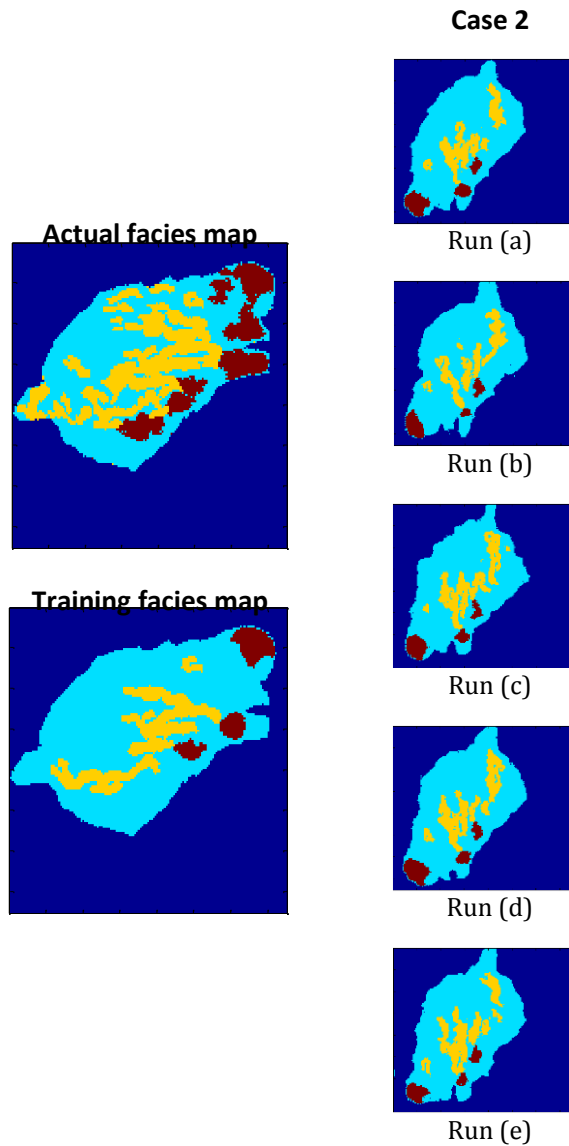 Case 2
Run (a)
Actual facies map
Run (b)
Run (c)
Training facies map
Run (d)
Run (e)